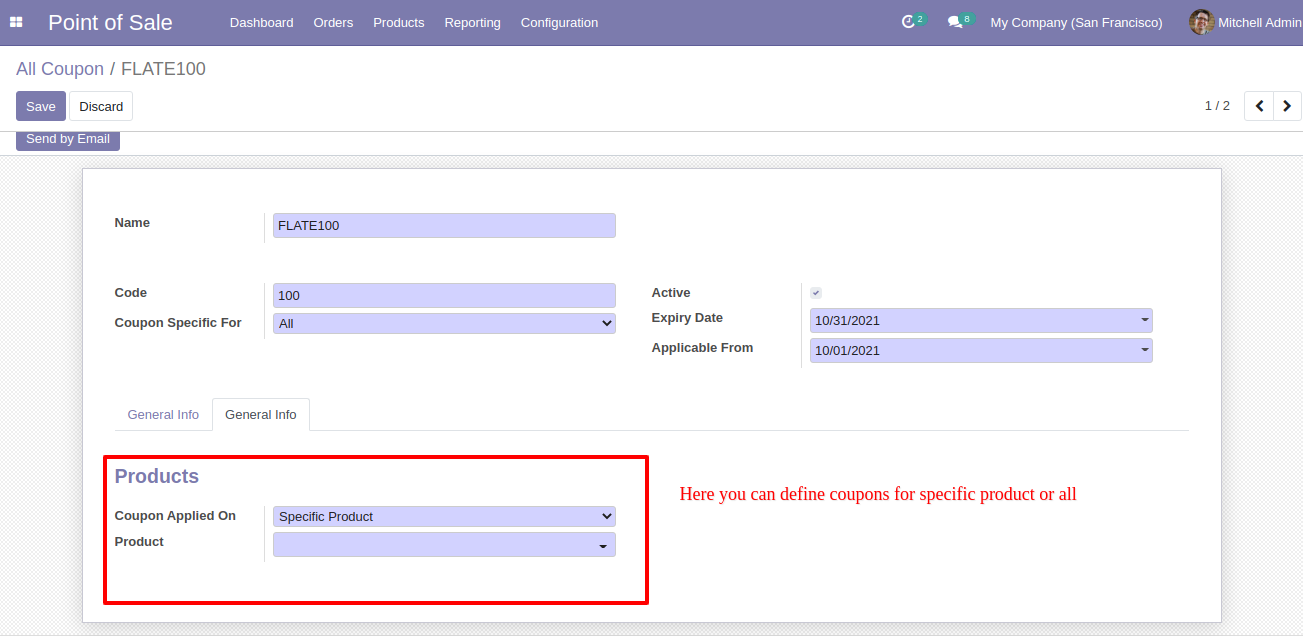 Point of Sale Dashboard Orders Products Reporting Configuration 2 8 My Company (San Francisco) Mitchell Admin
All Coupon / FLATE100
Save Discard 1 / 2
Send by Email
Name FLATE100
Code 100 Active
Coupon Specific For All Expiry Date 10/31/2021
Applicable From 10/01/2021
General Info General Info
Products
Here you can define coupons for specific product or all
Coupon Applied On Specific Product
Product